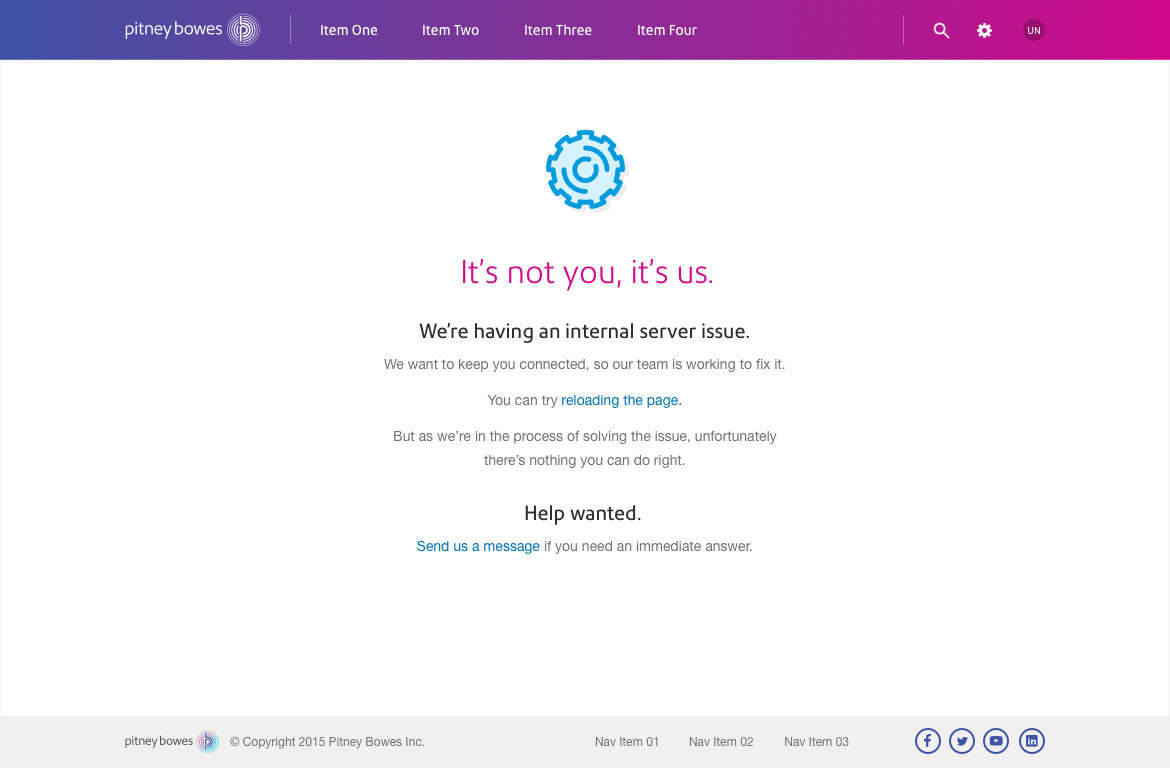 pitney bowes
Item One
Item Two
Item Three
Item Four
UN
It’s not you, it’s us.
We’re having an internal server issue.
We want to keep you connected, so our team is working to fix it.
You can try reloading the page.
But as we’re in the process of solving the issue, unfortunately
there’s nothing you can do right.
Help wanted.
Send us a message if you need an immediate answer.
pitney bowes
© Copyright 2015 Pitney Bowes Inc.
Nav Item 01
Nav Item 02
Nav Item 03